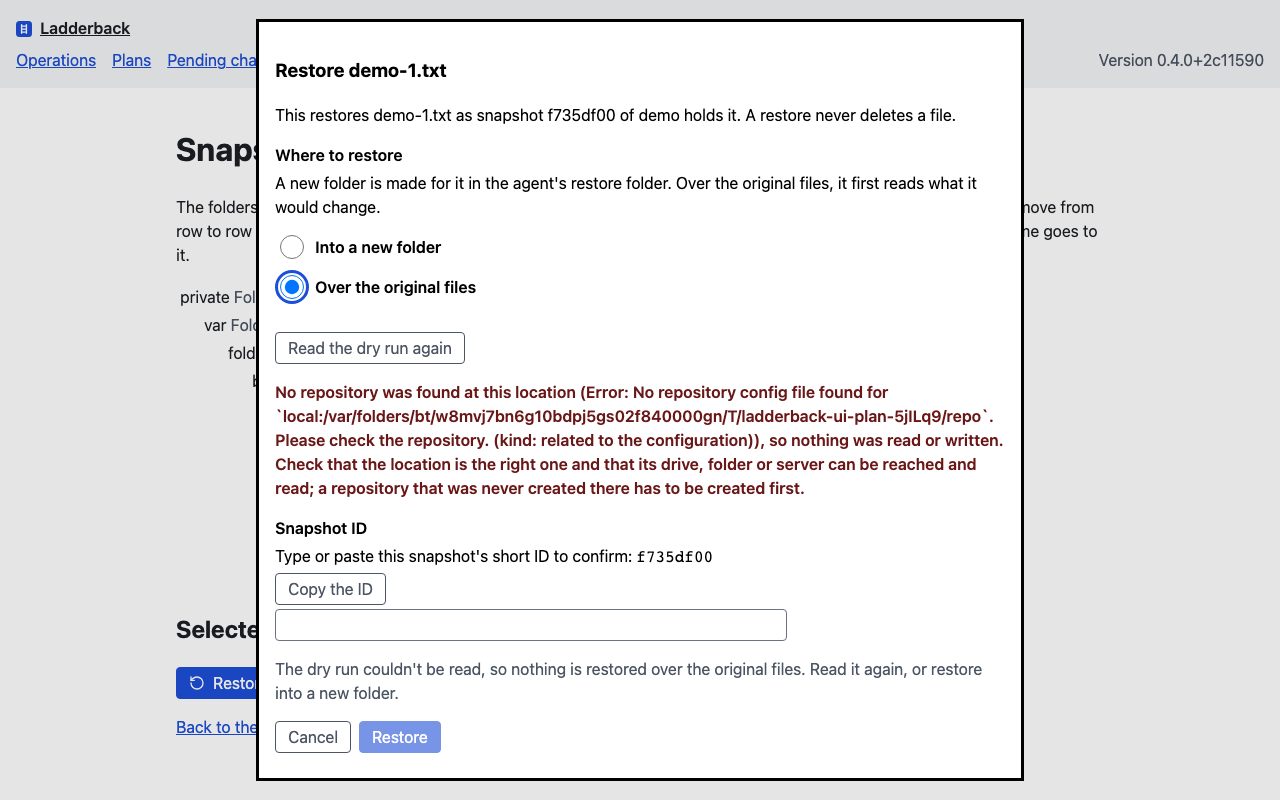 Ladderback
Operations Plans Pending cha
Version 0.4.0+2c11590
Snaps
The folders
move from
row to row
me goes to
it.
private Fol
var Fold
fold
Selecte
Restor
Back to the
Restore demo-1.txt
This restores demo-1.txt as snapshot f735df00 of demo holds it. A restore never deletes a file.
Where to restore
A new folder is made for it in the agent's restore folder. Over the original files, it first reads what it
would change.
Into a new folder
Over the original files
Read the dry run again
No repository was found at this location (Error: No repository config file found for
`local:/var/folders/bt/w8mvj7bn6g10bdpj5gs02f840000gn/T/ladderback-ui-plan-5jILq9/repo`.
Please check the repository. (kind: related to the configuration)), so nothing was read or written.
Check that the location is the right one and that its drive, folder or server can be reached and
read; a repository that was never created there has to be created first.
Snapshot ID
Type or paste this snapshot's short ID to confirm: f735df00
Copy the ID
The dry run couldn't be read, so nothing is restored over the original files. Read it again, or restore
into a new folder.
Cancel Restore